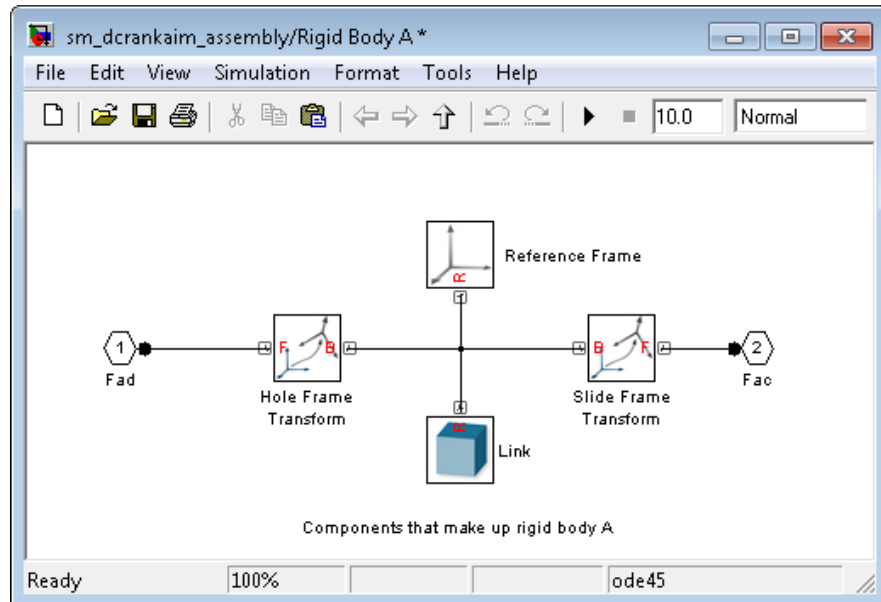 sm_dcrankaim_assembly/Rigid Body A *
File Edit View Simulation Format Tools Help
10.0 Normal
R
Reference Frame
1
Fad
F B
Hole Frame
Transform
B F
Slide Frame
Transform
2
Fac
R
Link
Components that make up rigid body A
Ready 100% ode45